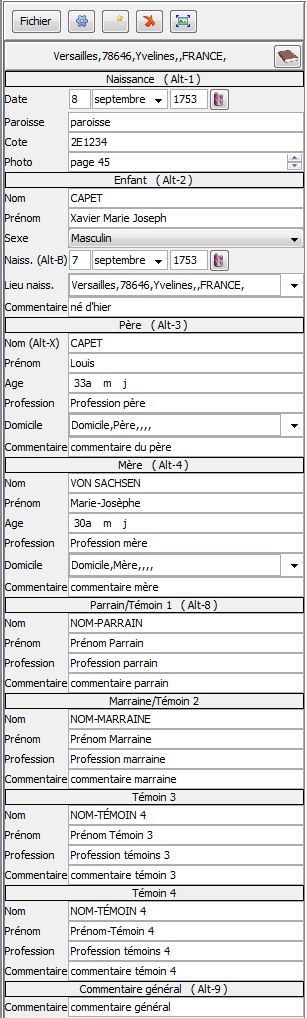 Fichier
Versailles,78646,Yvelines,,FRANCE,
Naissance (Alt-1)
Date 8 septembre 1753
Paroisse paroisse
Cote 2E1234
Photo page 45
Enfant (Alt-2)
Nom CAPET
Prénom Xavier Marie Joseph
Sexe Masculin
Naiss. (Alt-B) 7 septembre 1753
Lieu naiss. Versailles,78646,Yvelines,,FRANCE,
Commentaire né d'hier
Père (Alt-3)
Nom (Alt-X) CAPET
Prénom Louis
Age 33a m j
Profession Profession père
Domicile Domicile,Père,,,,
Commentaire commentaire du père
Mère (Alt-4)
Nom VON SACHSEN
Prénom Marie-Josèphe
Age 30a m j
Profession Profession mère
Domicile Domicile,Mère,,,,
Commentaire commentaire mère
Parrain/Témoin 1 (Alt-8)
Nom NOM-PARRAIN
Prénom Prénom Parrain
Profession Profession parrain
Commentaire commentaire parrain
Marraine/Témoin 2
Nom NOM-MARRAINE
Prénom Prénom Marraine
Profession Profession marraine
Commentaire commentaire marraine
Témoin 3
Nom NOM-TÉMOIN 4
Prénom Prénom Témoin 3
Profession Profession témoins 3
Commentaire commentaire témoin 3
Témoin 4
Nom NOM-TÉMOIN 4
Prénom Prénom-Témoin 4
Profession Profession témoins 4
Commentaire commentaire témoin 4
Commentaire général (Alt-9)
Commentaire commentaire général